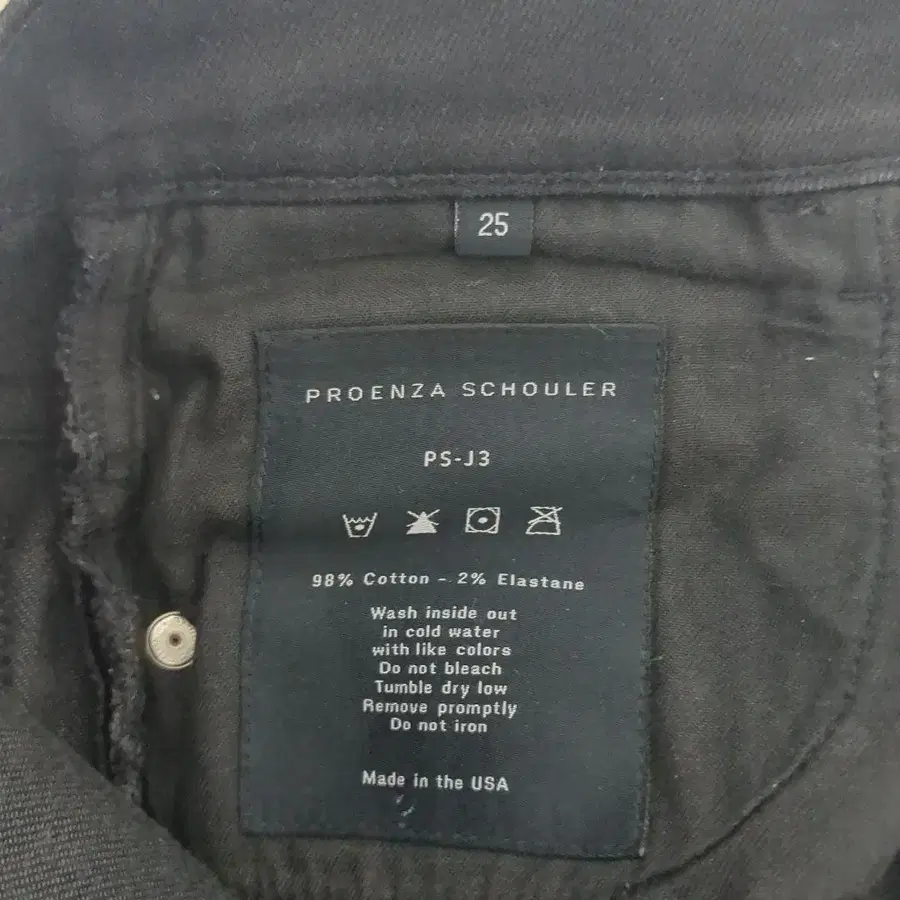 25
PROENZA SCHOULER
PS-J3
98% Cotton - 2% Elastane
Wash inside out
in cold water
with like colors
Do not bleach
Tumble dry low
Remove promptly
Do not iron
Made in the USA